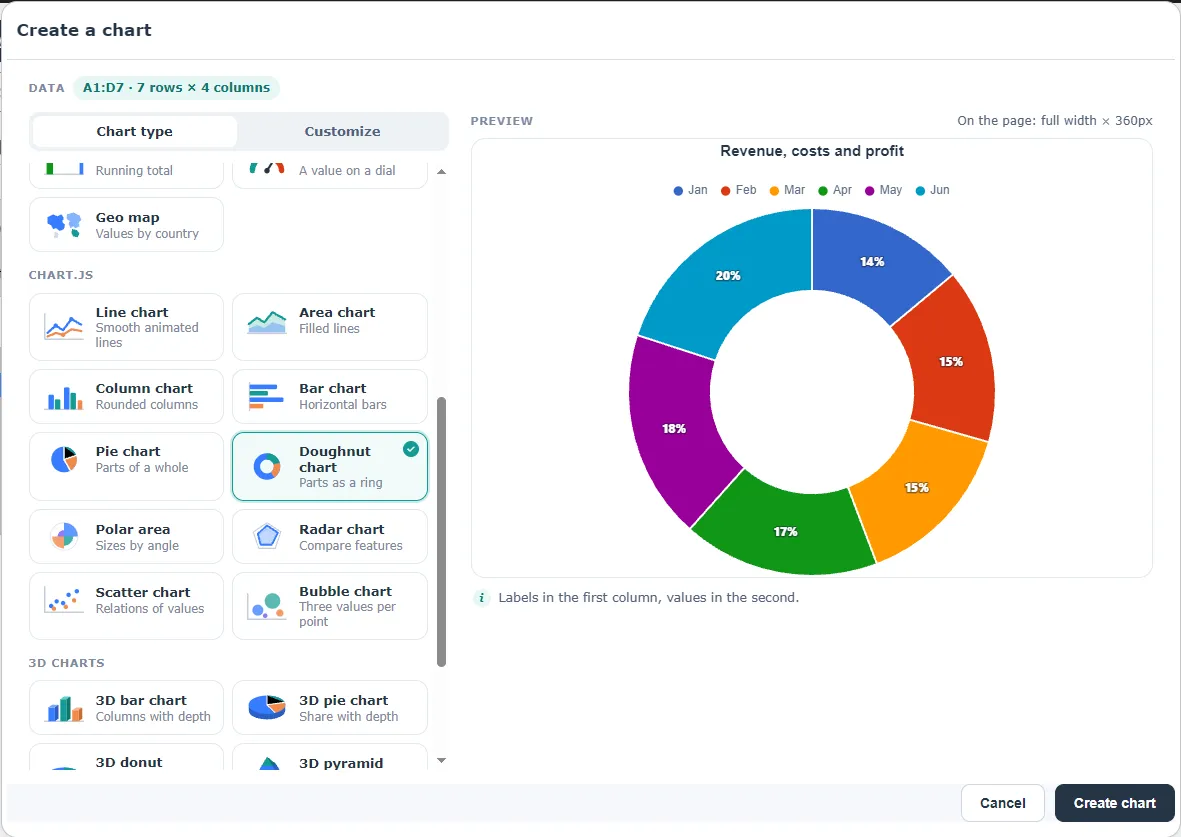 Create a chart
DATA A1:D7 · 7 rows × 4 columns
Chart type Customize
Running total
A value on a dial
Geo map
Values by country
CHART.JS
Line chart
Smooth animated
lines
Area chart
Filled lines
Column chart
Rounded columns
Bar chart
Horizontal bars
Pie chart
Parts of a whole
Doughnut
chart
Parts as a ring
Polar area
Sizes by angle
Radar chart
Compare features
Scatter chart
Relations of values
Bubble chart
Three values per
point
3D CHARTS
3D bar chart
Columns with depth
3D pie chart
Share with depth
3D donut
3D pyramid
PREVIEW
On the page: full width × 360px
Revenue, costs and profit
Jan Feb Mar Apr May Jun
14%
20%
15%
18%
15%
17%
i Labels in the first column, values in the second.
Cancel
Create chart